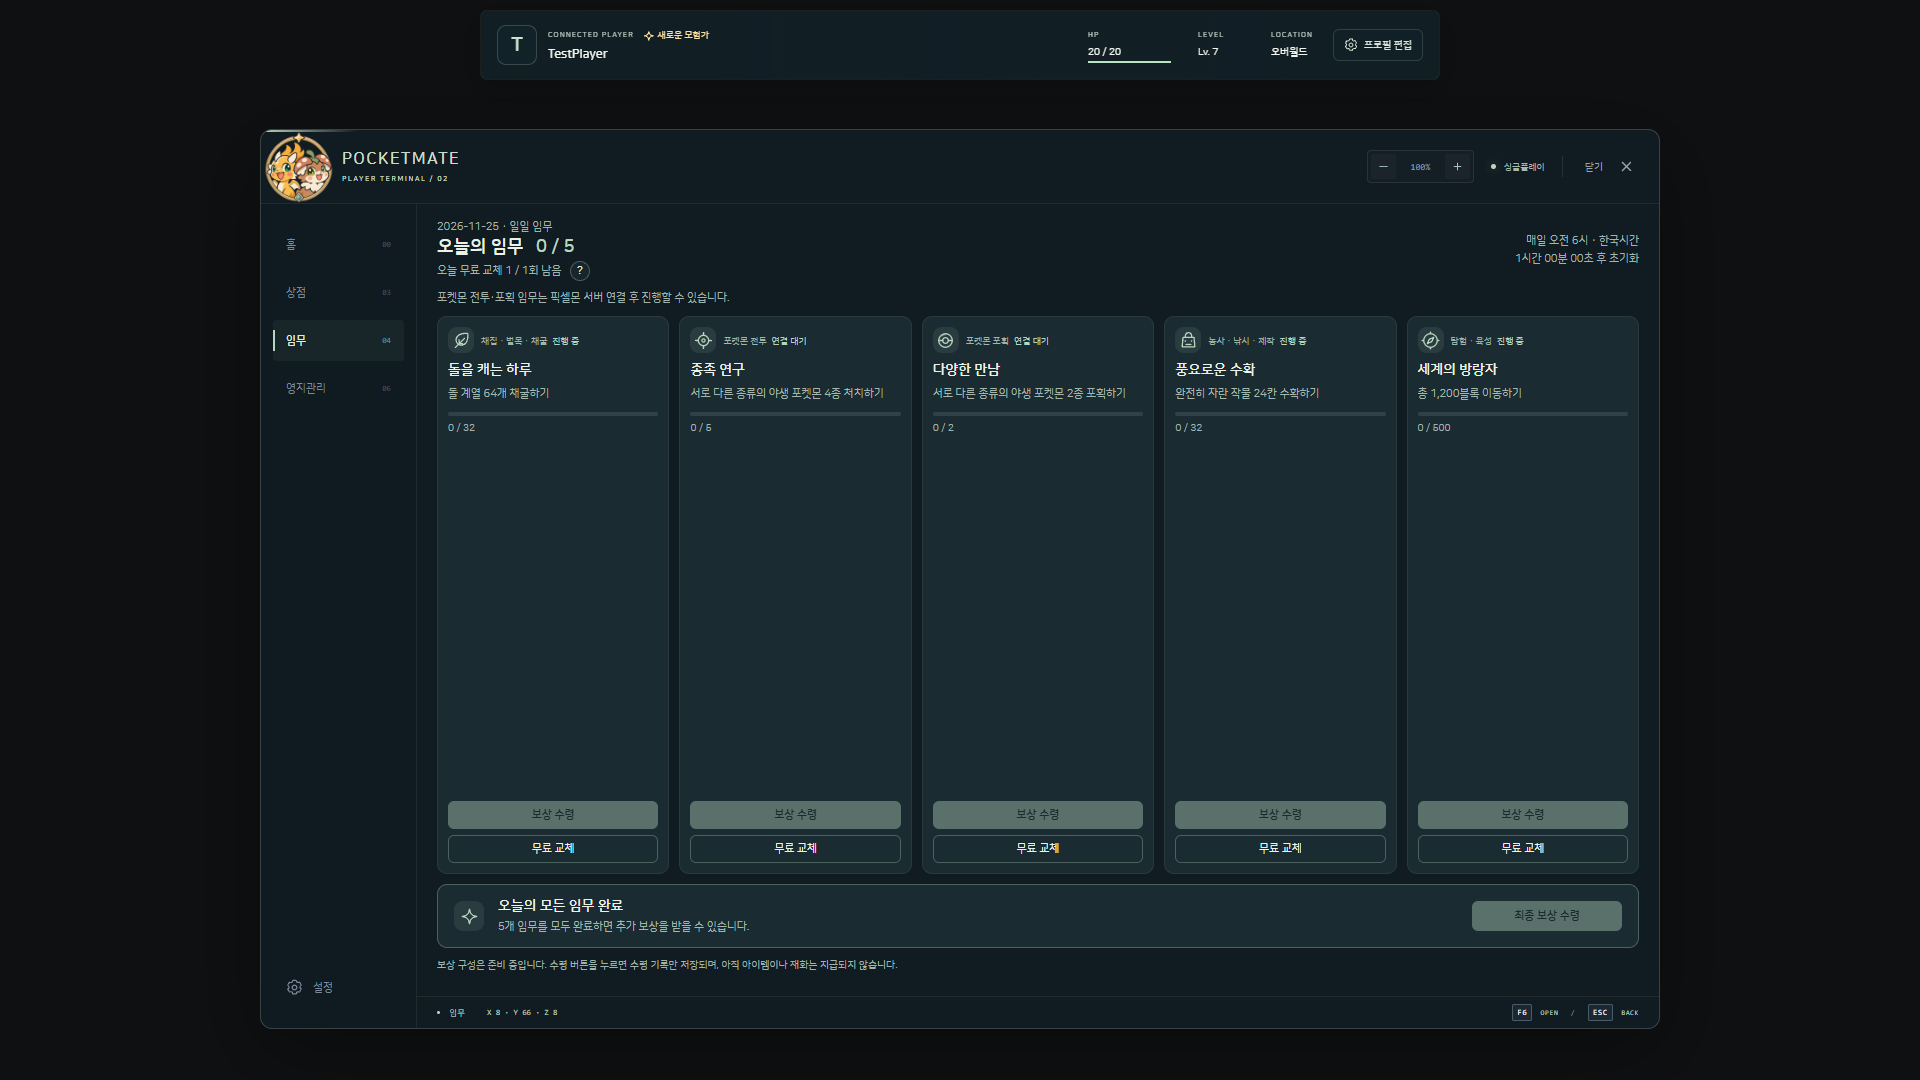 T
CONNECTED PLAYER 새로운 모험가
TestPlayer
HP
20 / 20
LEVEL
Lv. 7
LOCATION
오버월드
프로필 편집
POCKETMATE
PLAYER TERMINAL / 02
− 100% +
싱글플레이
닫기 ×
홈 00
상점 03
임무 04
영지관리 06
설정
2026-11-25 · 일일 임무
오늘의 임무 0 / 5
오늘 무료 교체 1 / 1회 남음 ?
매일 오전 6시 · 한국시간
1시간 00분 00초 후 초기화
포켓몬 전투·포획 임무는 픽셀몬 서버 연결 후 진행할 수 있습니다.
채집 · 벌목 · 채굴 진행 중
돌을 캐는 하루
돌 계열 64개 채굴하기
0 / 32
보상 수령
무료 교체
포켓몬 전투 연결 대기
종족 연구
서로 다른 종류의 야생 포켓몬 4종 처치하기
0 / 5
보상 수령
무료 교체
포켓몬 포획 연결 대기
다양한 만남
서로 다른 종류의 야생 포켓몬 2종 포획하기
0 / 2
보상 수령
무료 교체
농사 · 낚시 · 제작 진행 중
풍요로운 수확
완전히 자란 작물 24칸 수확하기
0 / 32
보상 수령
무료 교체
탐험 · 육성 진행 중
세계의 방랑자
총 1,200블록 이동하기
0 / 500
보상 수령
무료 교체
오늘의 모든 임무 완료
5개 임무를 모두 완료하면 추가 보상을 받을 수 있습니다.
최종 보상 수령
보상 구성은 준비 중입니다. 수령 버튼을 누르면 수령 기록만 저장되며, 아직 아이템이나 재화는 지급되지 않습니다.
• 임무 X 8 · Y 66 · Z 8
F6 OPEN / ESC BACK